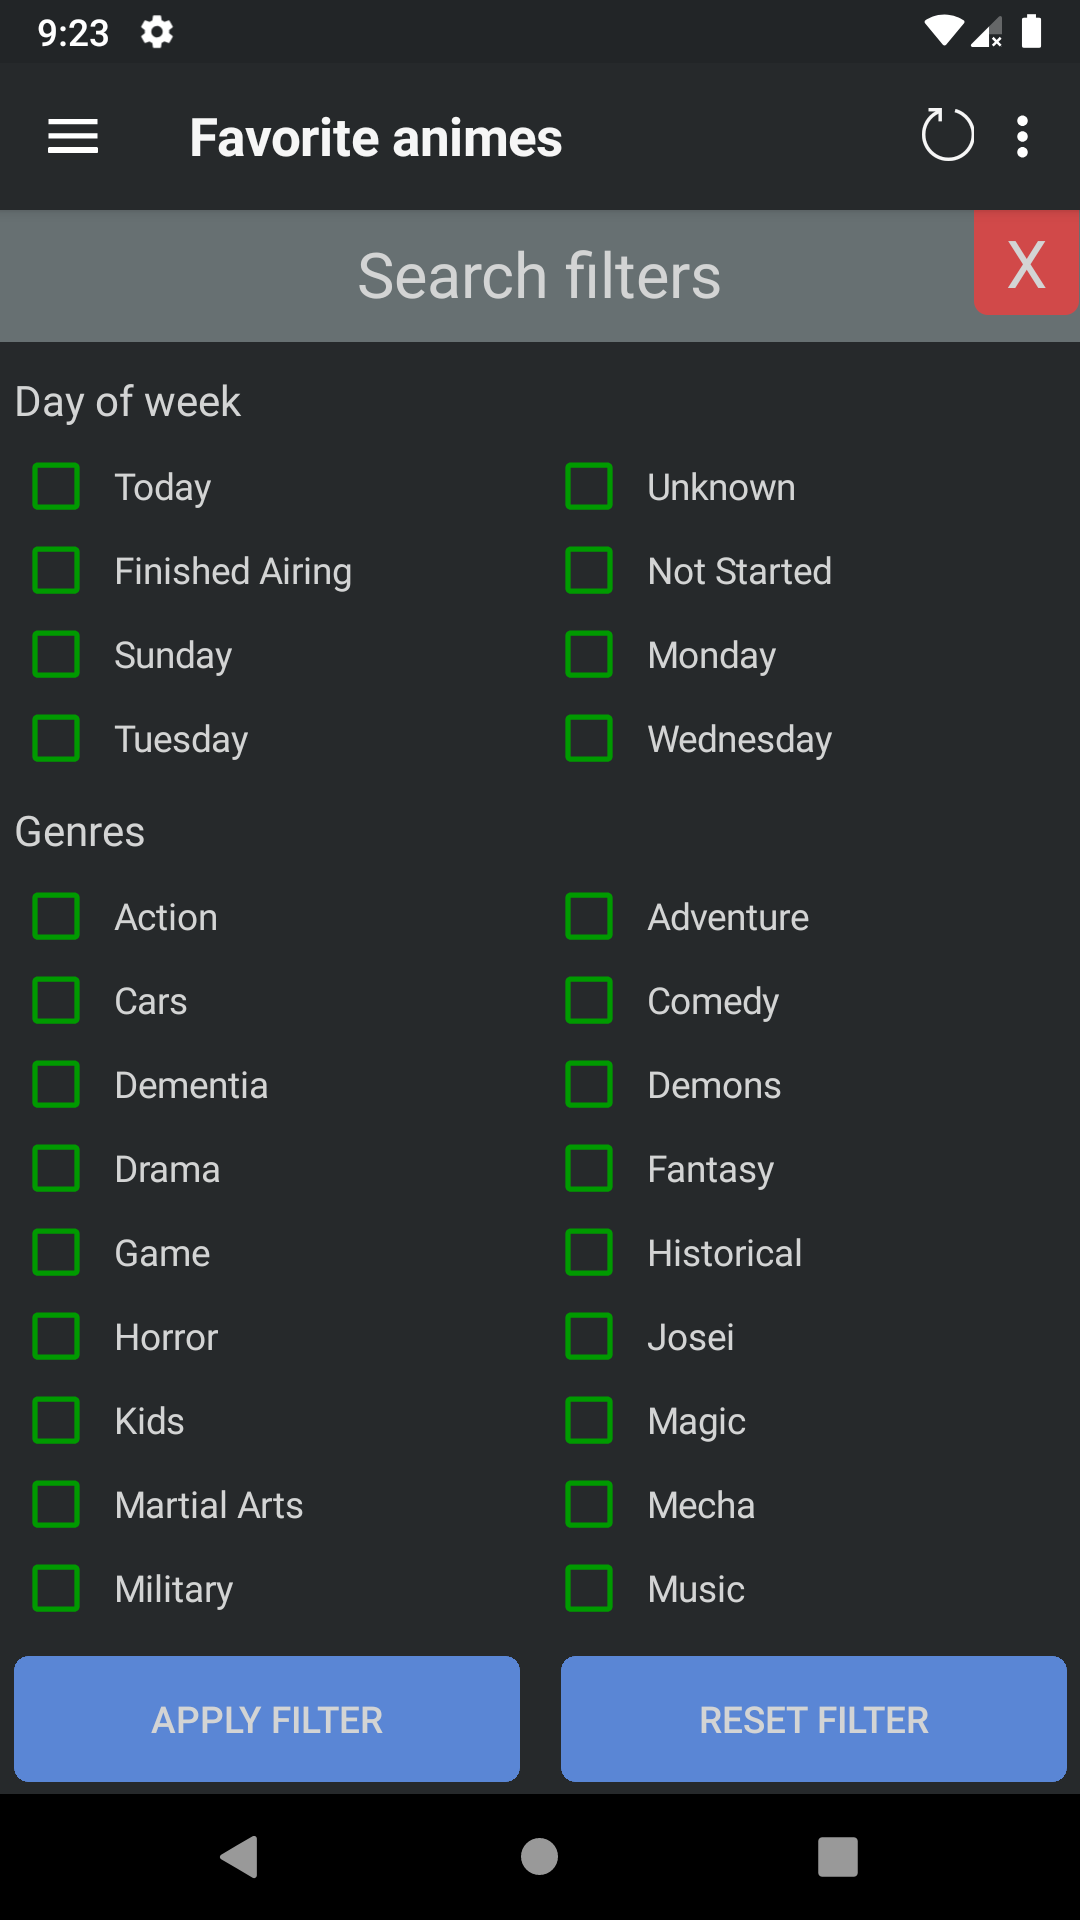 9:23
Favorite animes
Search filters
X
Day of week
Today
Unknown
Finished Airing
Not Started
Sunday
Monday
Tuesday
Wednesday
Genres
Action
Adventure
Cars
Comedy
Dementia
Demons
Drama
Fantasy
Game
Historical
Horror
Josei
Kids
Magic
Martial Arts
Mecha
Military
Music
APPLY FILTER
RESET FILTER